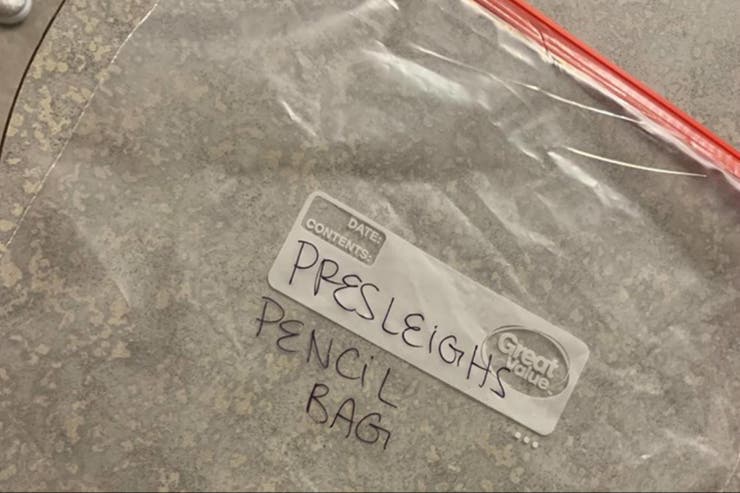 DATE:
CONTENTS:
PRESLEiGHS
Great
Value
PENCiL
BAG